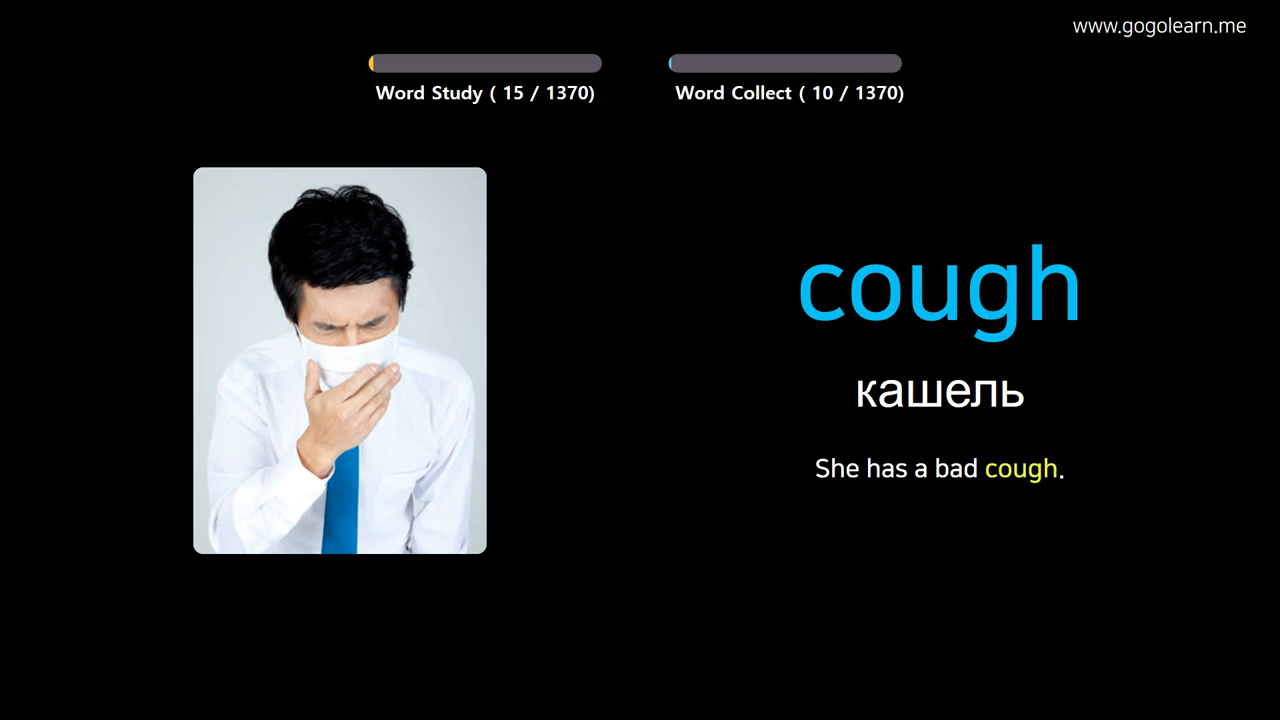 www.gogolearn.me
Word Study ( 15 / 1370)
Word Collect ( 10 / 1370)
cough
кашель
She has a bad cough.